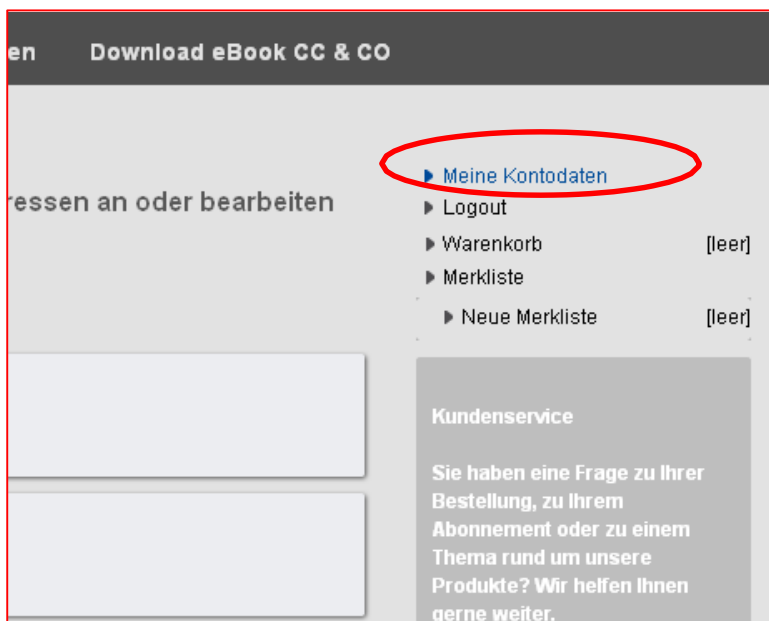 en Download eBook CC & CO
ressen an oder bearbeiten
Meine Kontodaten
Logout
Warenkorb [leer]
Merkliste
Neue Merkliste [leer]
Kundenservice
Sie haben eine Frage zu Ihrer
Bestellung, zu Ihrem
Abonnement oder zu einem
Thema rund um unsere
Produkte? Wir helfen Ihnen
gerne weiter.